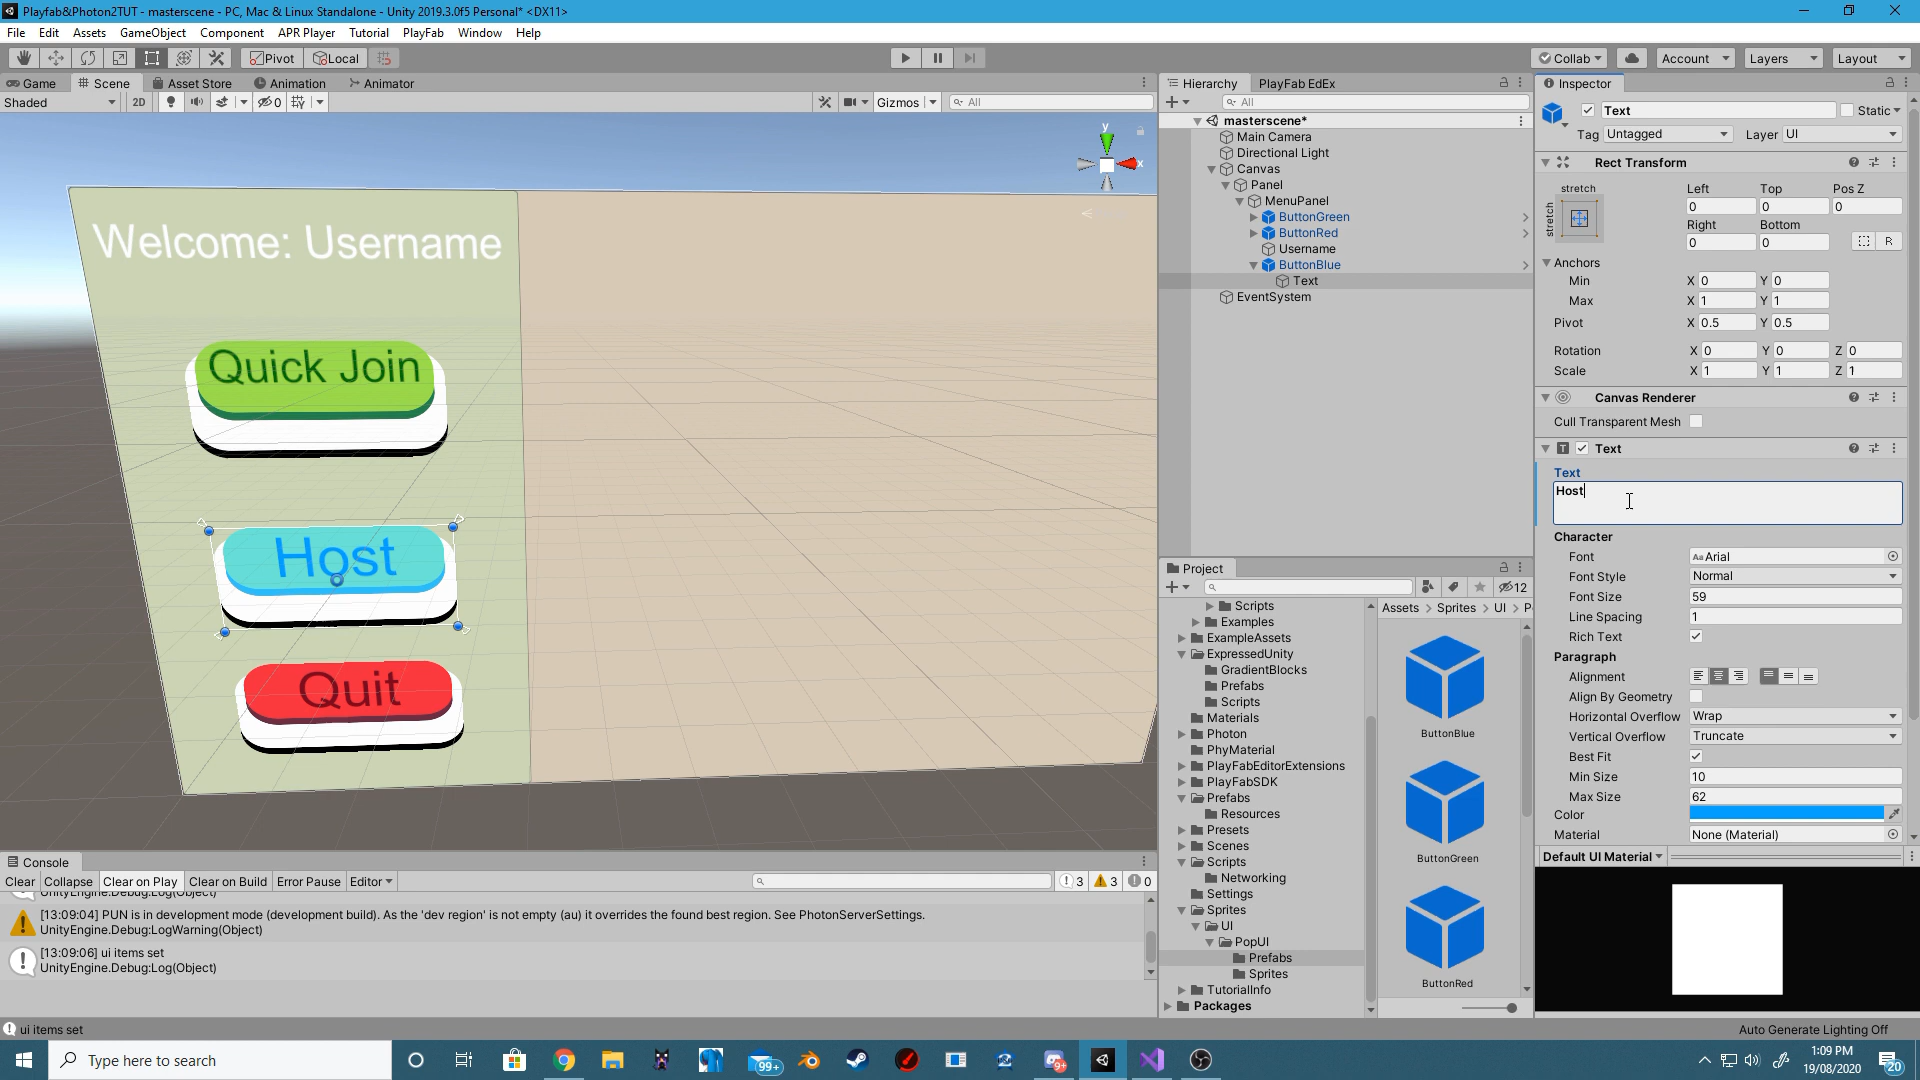 Playfab&Photon2TUT - masterscene - PC, Mac & Linux Standalone - Unity 2019.3.0f5 Personal* <DX11>
File Edit Assets GameObject Component APR Player Tutorial PlayFab Window Help
Pivot Local Collab Account Layers Layout
Game Scene Asset Store Animation Animator
Shaded 2D 0 Gizmos All
y
x
Welcome: Username
Quick Join
Host
Quit
Hierarchy PlayFab EdEx
All
masterscene*
Main Camera
Directional Light
Canvas
Panel
MenuPanel
ButtonGreen
ButtonRed
Username
ButtonBlue
Text
EventSystem
Project
12
Scripts
Examples
ExampleAssets
ExpressedUnity
GradientBlocks
Prefabs
Scripts
Materials
Photon
PhyMaterial
PlayFabEditorExtensions
PlayFabSDK
Prefabs
Resources
Presets
Scenes
Scripts
Networking
Settings
Sprites
UI
PopUI
Prefabs
Sprites
TutorialInfo
Packages
Assets > Sprites > UI > P
ButtonBlue
ButtonGreen
ButtonRed
Inspector
Text Static
Tag Untagged Layer UI
Rect Transform
stretch Left Top Pos Z
stretch 0 0 0
Right Bottom
0 0 R
Anchors
Min X 0 Y 0
Max X 1 Y 1
Pivot X 0.5 Y 0.5
Rotation X 0 Y 0 Z 0
Scale X 1 Y 1 Z 1
Canvas Renderer
Cull Transparent Mesh
Text
Text
Host
Character
Font Aa Arial
Font Style Normal
Font Size 59
Line Spacing 1
Rich Text
Paragraph
Alignment
Align By Geometry
Horizontal Overflow Wrap
Vertical Overflow Truncate
Best Fit
Min Size 10
Max Size 62
Color
Material None (Material)
Default UI Material
Console
Clear Collapse Clear on Play Clear on Build Error Pause Editor 3 3 0
UnityEngine.Debug:Log(Object)
[13:09:04] PUN is in development mode (development build). As the 'dev region' is not empty (au) it overrides the found best region. See PhotonServerSettings.
UnityEngine.Debug:LogWarning(Object)
[13:09:06] ui items set
UnityEngine.Debug:Log(Object)
ui items set
Auto Generate Lighting Off
Type here to search
99+
9+
1:09 PM
19/08/2020
20